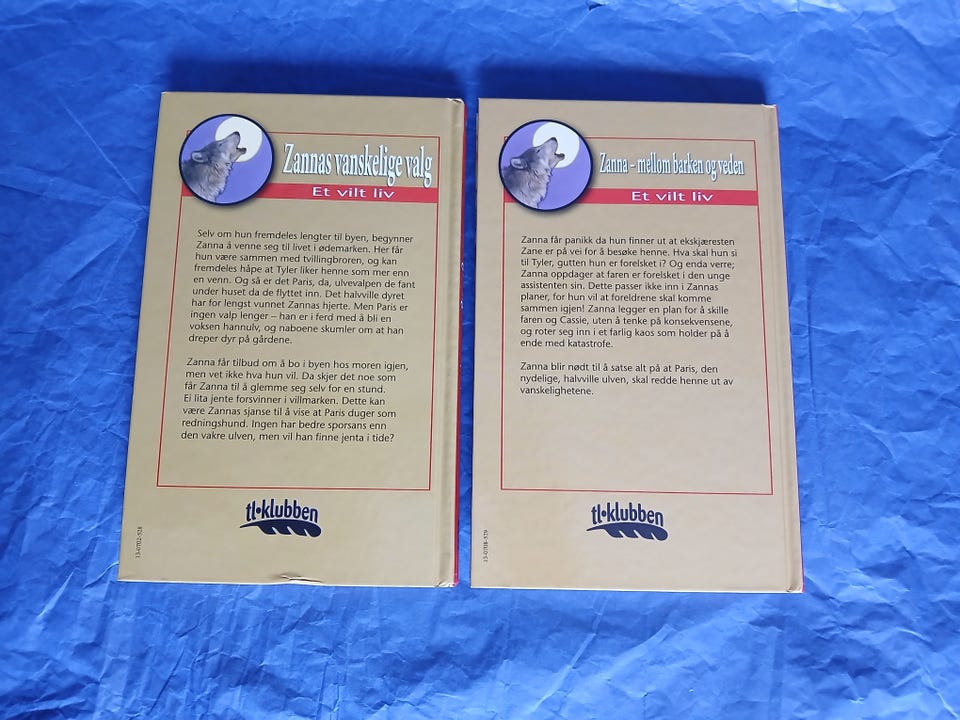 Zannas vanskelige valg
Et vilt liv
Selv om hun fremdeles lengter til byen, begynner
Zanna å venne seg til livet i ødemarken. Her får
hun være sammen med tvillingbroren, og kan
fremdeles håpe at Tyler liker henne som mer enn
en venn. Og så er det Paris, da, ulvevalpen de fant
under huset da de flyttet inn. Det halvville dyret
har for lengst vunnet Zannas hjerte. Men Paris er
ingen valp lenger – han er i ferd med å bli en
voksen hannulv, og naboene skumler om at han
dreper dyr på gårdene.
Zanna får tilbud om å bo i byen hos moren igjen,
men vet ikke hva hun vil. Da skjer det noe som
får Zanna til å glemme seg selv for en stund.
Ei lita jente forsvinner i villmarken. Dette kan
være Zannas sjanse til å vise at Paris duger som
redningshund. Ingen har bedre sporsans enn
den vakre ulven, men vil han finne jenta i tide?
tl•klubben
13-0702-528
Zanna – mellom barken og veden
Et vilt liv
Zanna får panikk da hun finner ut at ekskjæresten
Zane er på vei for å besøke henne. Hva skal hun si
til Tyler, gutten hun er forelsket i? Og enda verre;
Zanna oppdager at faren er forelsket i den unge
assistenten sin. Dette passer ikke inn i Zannas
planer, for hun vil at foreldrene skal komme
sammen igjen! Zanna legger en plan for å skille
faren og Cassie, uten å tenke på konsekvensene,
og roter seg inn i et farlig kaos som holder på å
ende med katastrofe.
Zanna blir nødt til å satse alt på at Paris, den
nydelige, halvville ulven, skal redde henne ut av
vanskelighetene.
tl•klubben
13-0708-529